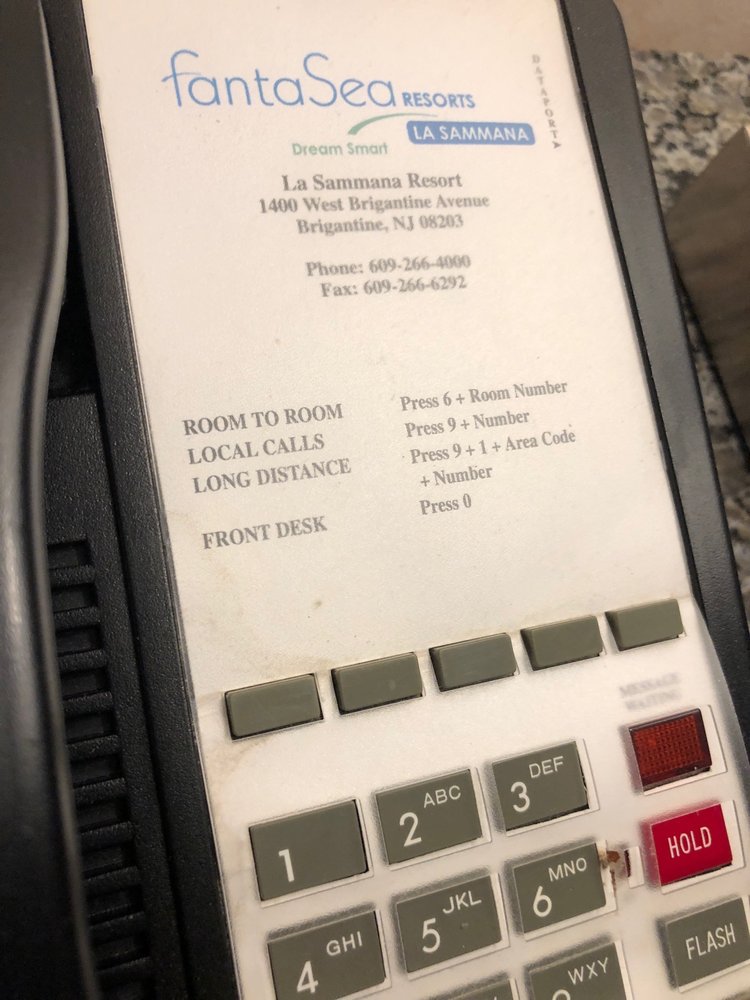 fantaSea RESORTS
LA SAMMANA
Dream Smart
DATAPORT
La Sammana Resort
1400 West Brigantine Avenue
Brigantine, NJ 08203
Phone: 609-266-4000
Fax: 609-266-6292
ROOM TO ROOM Press 6 + Room Number
LOCAL CALLS Press 9 + Number
LONG DISTANCE Press 9 + 1 + Area Code
+ Number
FRONT DESK Press 0
MESSAGE
WAITING
1
2 ABC
3 DEF
HOLD
4 GHI
5 JKL
6 MNO
FLASH
WXY